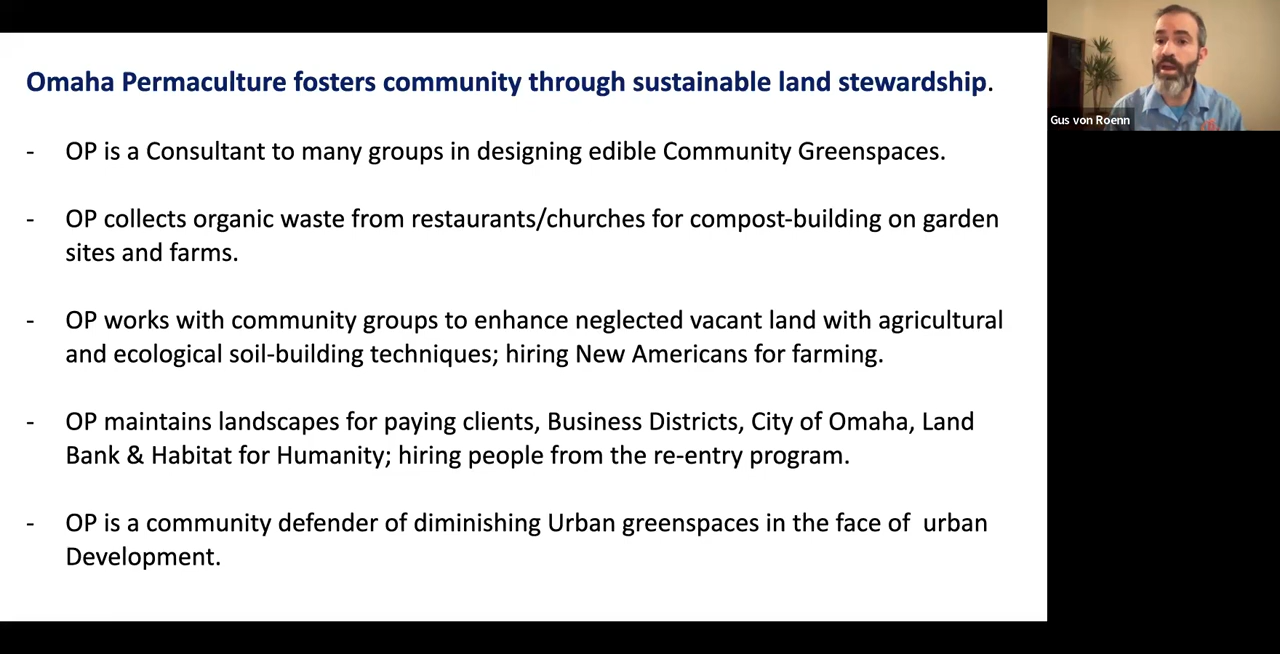 Omaha Permaculture fosters community through sustainable land stewardship.
- OP is a Consultant to many groups in designing edible Community Greenspaces.
- OP collects organic waste from restaurants/churches for compost-building on garden
sites and farms.
- OP works with community groups to enhance neglected vacant land with agricultural
and ecological soil-building techniques; hiring New Americans for farming.
- OP maintains landscapes for paying clients, Business Districts, City of Omaha, Land
Bank & Habitat for Humanity; hiring people from the re-entry program.
- OP is a community defender of diminishing Urban greenspaces in the face of  urban
Development.
Gus von Roenn